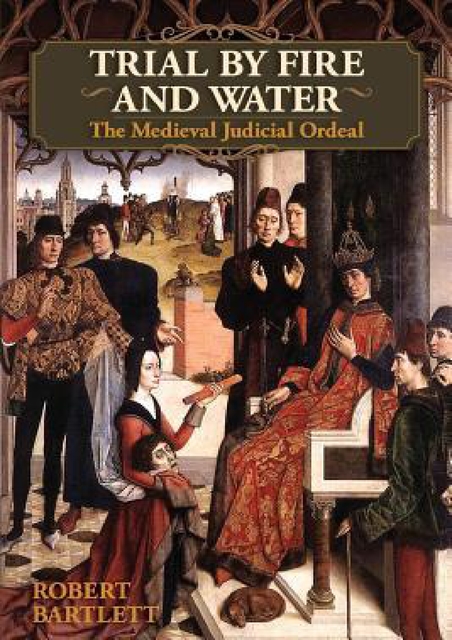 TRIAL BY FIRE
AND WATER
The Medieval Judicial Ordeal
ROBERT
BARTLETT